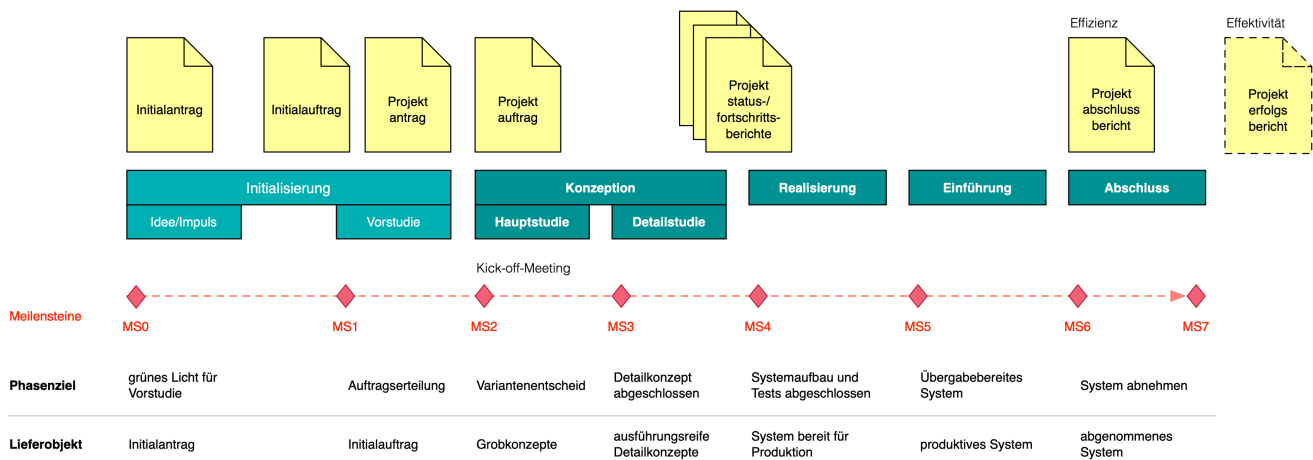 Effizienz
Effektivität
Initialantrag
Initialauftrag
Projekt
antrag
Projekt
auftrag
Projekt
status-/
fortschritts-
berichte
Projekt
abschluss
bericht
Projekt
erfolgs
bericht
Initialisierung
Konzeption
Realisierung
Einführung
Abschluss
Idee/Impuls
Vorstudie
Hauptstudie
Detailstudie
Kick-off-Meeting
Meilensteine
MS0
MS1
MS2
MS3
MS4
MS5
MS6
MS7
Phasenziel
grünes Licht für
Vorstudie
Auftragserteilung
Variantenentscheid
Detailkonzept
abgeschlossen
Systemaufbau und
Tests abgeschlossen
Übergabebereites
System
System abnehmen
Lieferobjekt
Initialantrag
Initialauftrag
Grobkonzepte
ausführungsreife
Detailkonzepte
System bereit für
Produktion
produktives System
abgenommenes
System